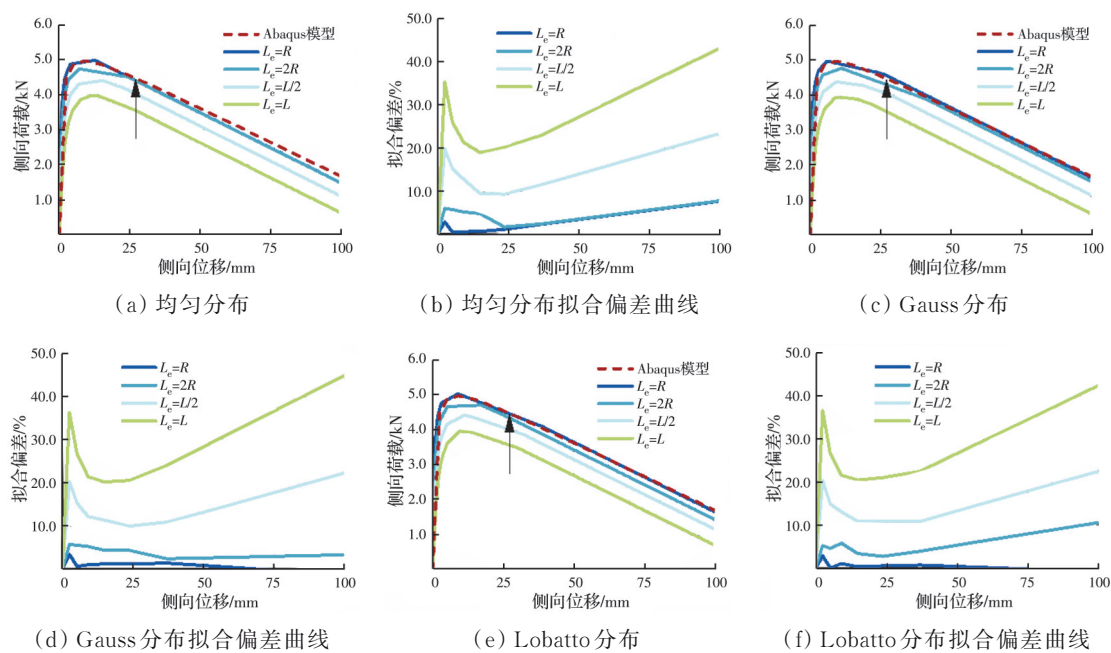 6.0
5.0
4.0
3.0
2.0
1.0
侧向荷载/kN
Abaqus模型
Le=R
Le=2R
Le=L/2
Le=L
0 25 50 75 100
侧向位移/mm
(a) 均匀分布
50.0
40.0
30.0
20.0
10.0
拟合偏差/%
Le=R
Le=2R
Le=L/2
Le=L
0 25 50 75 100
侧向位移/mm
(b) 均匀分布拟合偏差曲线
6.0
5.0
4.0
3.0
2.0
1.0
侧向荷载/kN
Abaqus模型
Le=R
Le=2R
Le=L/2
Le=L
0 25 50 75 100
侧向位移/mm
(c) Gauss分布
50.0
40.0
30.0
20.0
10.0
拟合偏差/%
Le=R
Le=2R
Le=L/2
Le=L
0 25 50 75 100
侧向位移/mm
(d) Gauss分布拟合偏差曲线
6.0
5.0
4.0
3.0
2.0
1.0
侧向荷载/kN
Abaqus模型
Le=R
Le=2R
Le=L/2
Le=L
0 25 50 75 100
侧向位移/mm
(e) Lobatto分布
50.0
40.0
30.0
20.0
10.0
拟合偏差/%
Le=R
Le=2R
Le=L/2
Le=L
0 25 50 75 100
侧向位移/mm
(f) Lobatto分布拟合偏差曲线